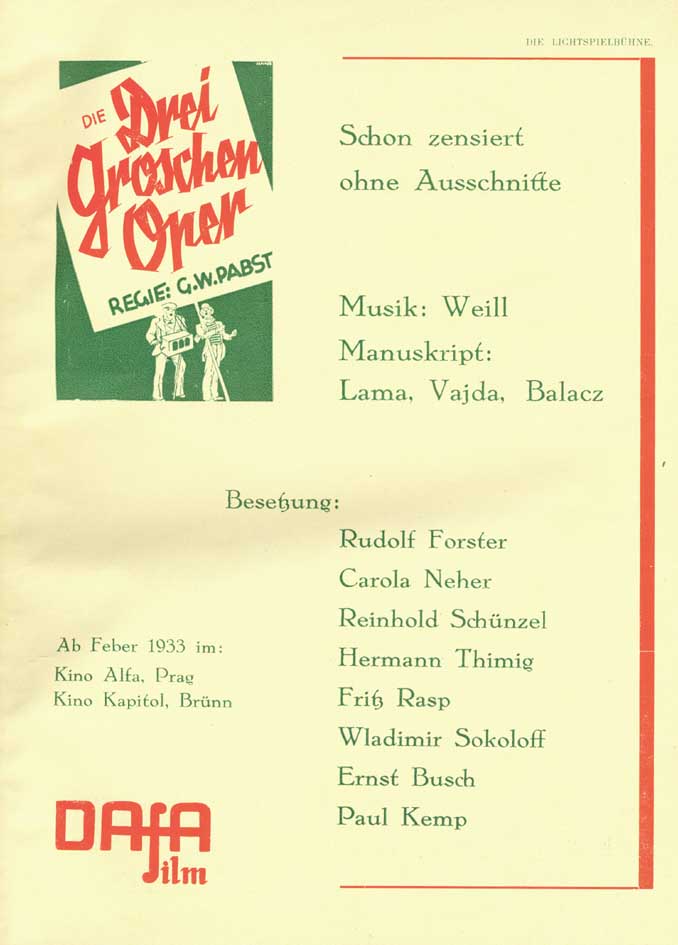 DIE LICHTSPIELBÜHNE.
DIE Drei
Groschen
Oper
REGIE: G.W.PABST
Schon zensiert
ohne Ausschnitte
Musik: Weill
Manuskript:
Lama, Vajda, Balacz
Besetzung:
Rudolf Forster
Carola Neher
Reinhold Schünzel
Hermann Thimig
Fritz Rasp
Wladimir Sokoloff
Ernst Busch
Paul Kemp
Ab Feber 1933 im:
Kino Alfa, Prag
Kino Kapitol, Brünn
DAfA
film